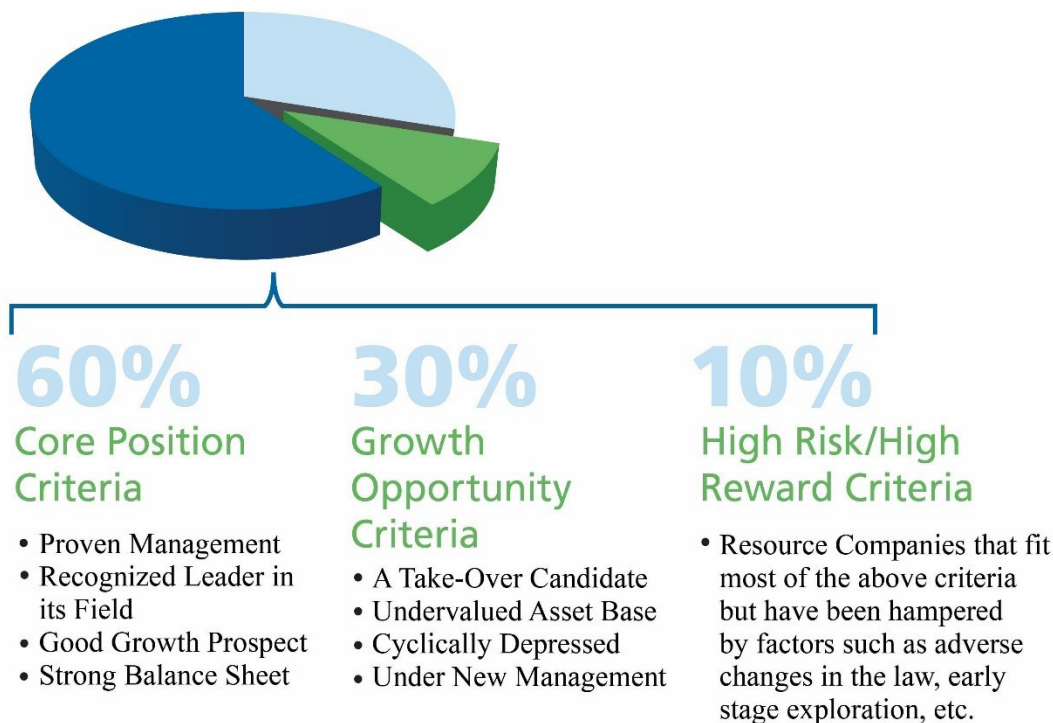 60%
Core Position
Criteria
• Proven Management
• Recognized Leader in
its Field
• Good Growth Prospect
• Strong Balance Sheet
30%
Growth
Opportunity
Criteria
• A Take-Over Candidate
• Undervalued Asset Base
• Cyclically Depressed
• Under New Management
10%
High Risk/High
Reward Criteria
• Resource Companies that fit
most of the above criteria
but have been hampered
by factors such as adverse
changes in the law, early
stage exploration, etc.